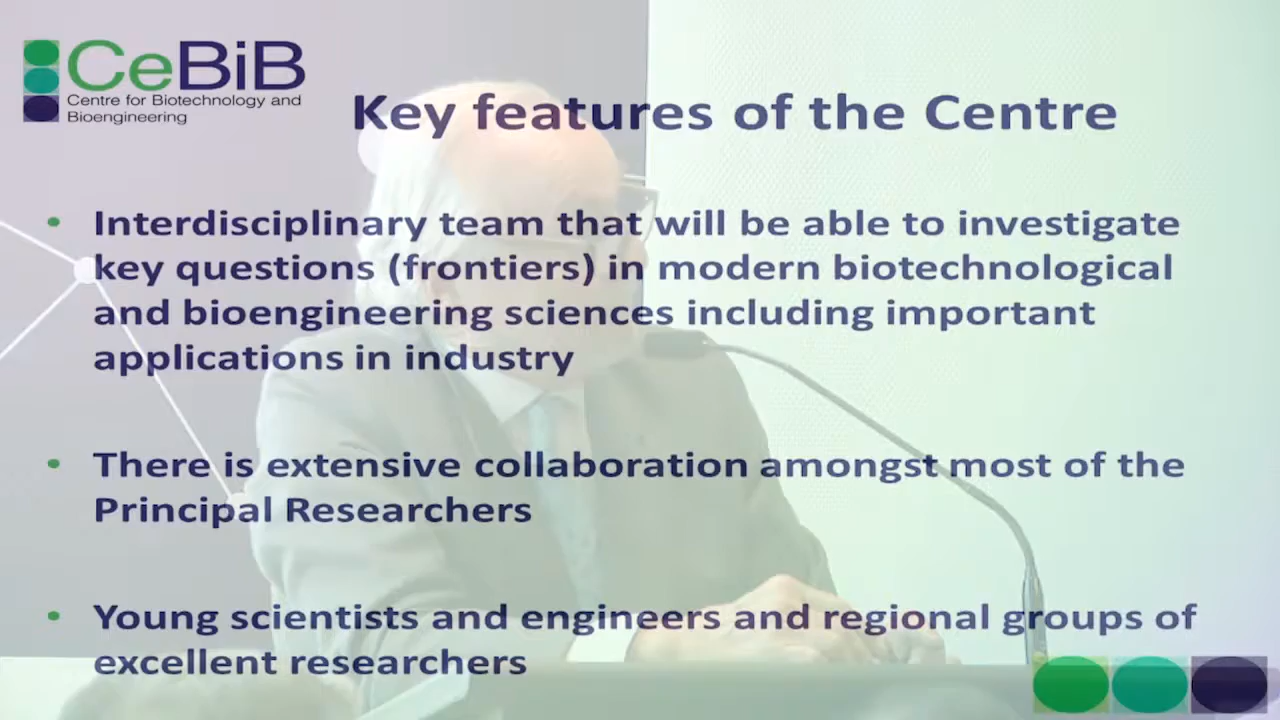 CeBiB
Centre for Biotechnology and
Bioengineering
Key features of the Centre
• Interdisciplinary team that will be able to investigate
key questions (frontiers) in modern biotechnological
and bioengineering sciences including important
applications in industry
• There is extensive collaboration amongst most of the
Principal Researchers
• Young scientists and engineers and regional groups of
excellent researchers